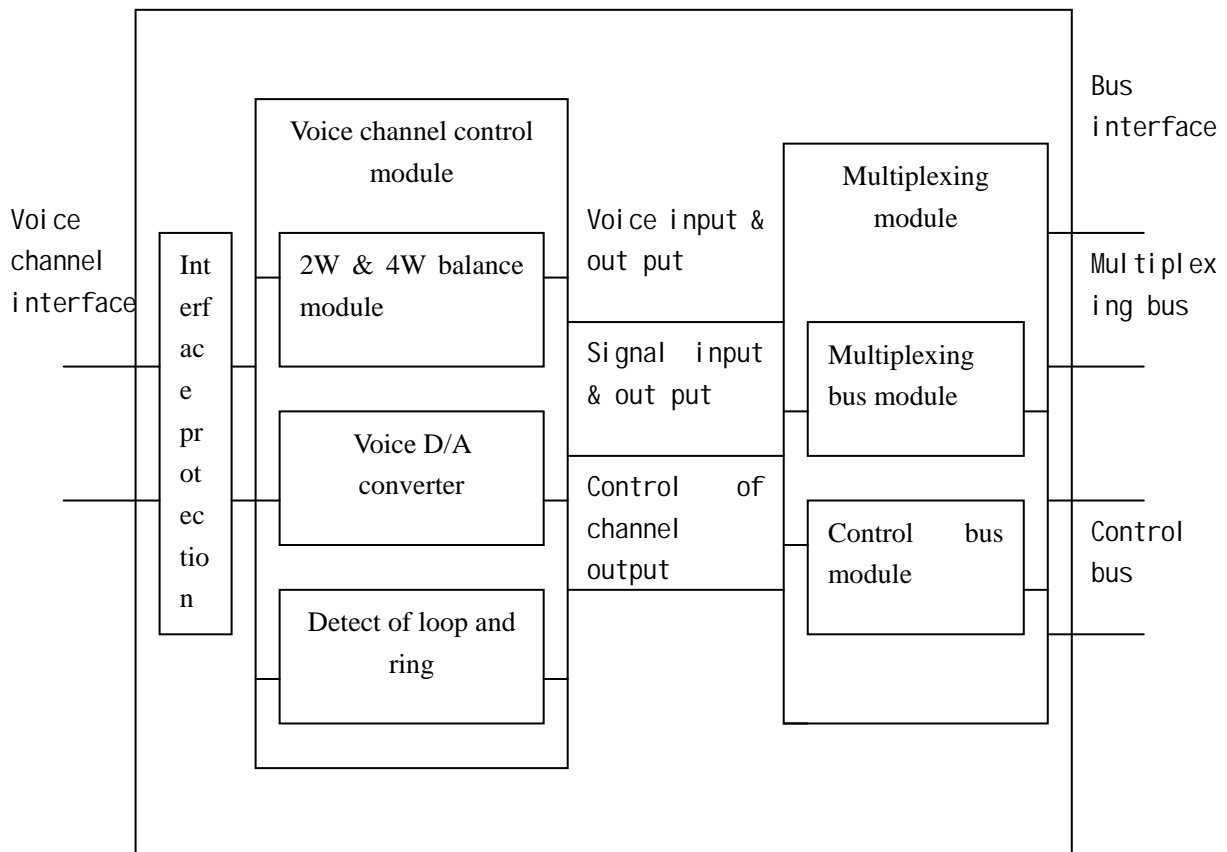 Voice
channel
interface
Int
erf
ac
e
pr
ot
ec
tio
n
Voice channel control
module
2W & 4W balance
module
Voice D/A
converter
Detect of loop and
ring
Voice input &
out put
Signal input
& out put
Control of
channel
output
Multiplexing
module
Multiplexing
bus module
Control bus
module
Bus
interface
Multiplex
ing bus
Control
bus